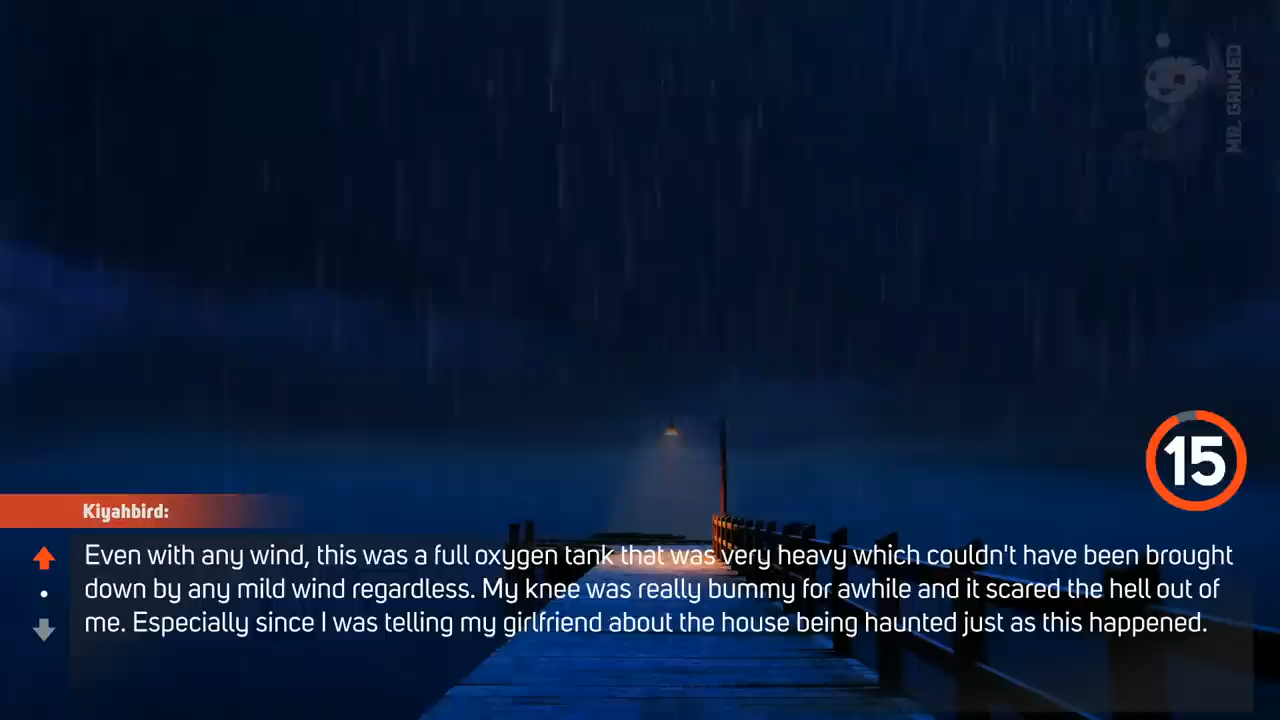 MR. GRIMED
15
Kiyahbird:
Even with any wind, this was a full oxygen tank that was very heavy which couldn't have been brought
down by any mild wind regardless. My knee was really bummy for awhile and it scared the hell out of
me. Especially since I was telling my girlfriend about the house being haunted just as this happened.